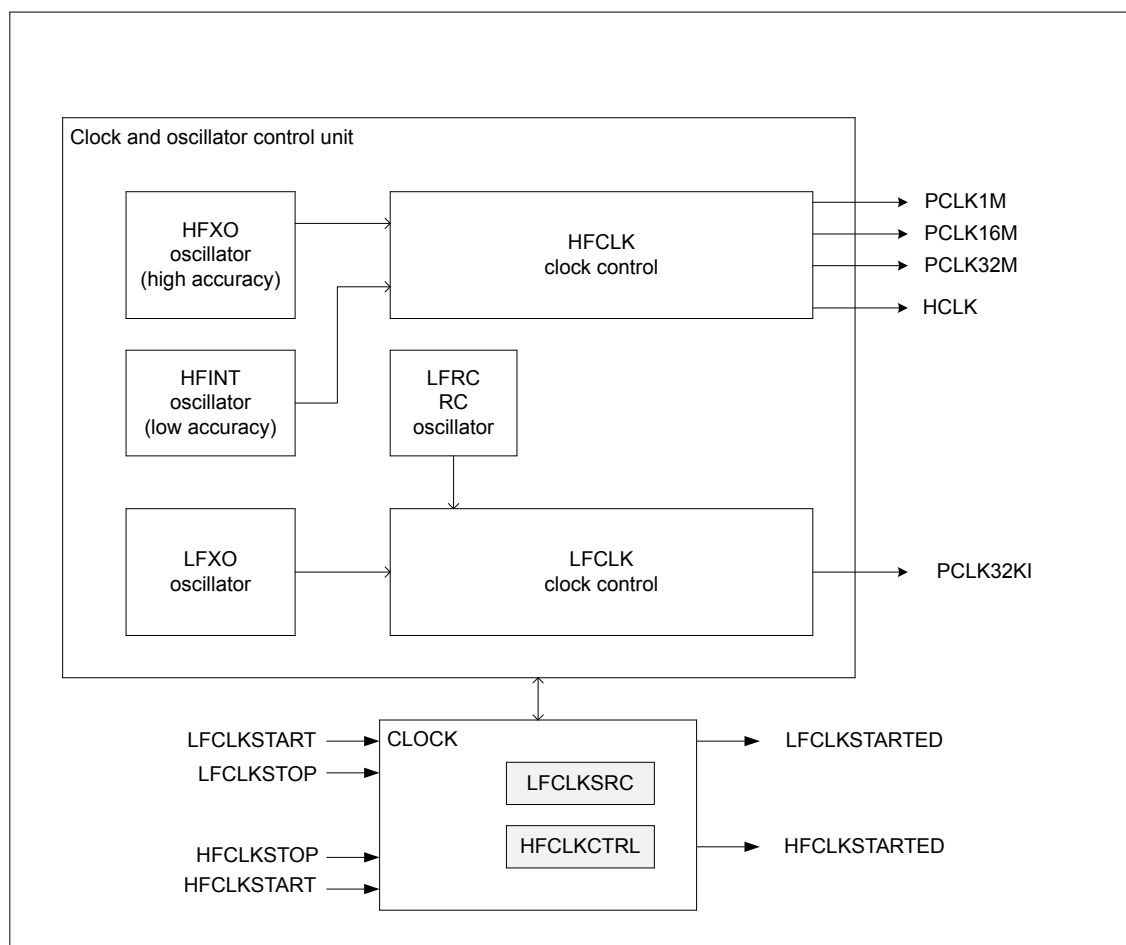 Clock and oscillator control unit
HFXO
oscillator
(high accuracy)
HFCLK
clock control
PCLK1M
PCLK16M
PCLK32M
HCLK
HFINT
oscillator
(low accuracy)
LFRC
RC
oscillator
LFXO
oscillator
LFCLK
clock control
PCLK32KI
LFCLKSTART
LFCLKSTOP
HFCLKSTOP
HFCLKSTART
CLOCK
LFCLKSRC
HFCLKCTRL
LFCLKSTARTED
HFCLKSTARTED